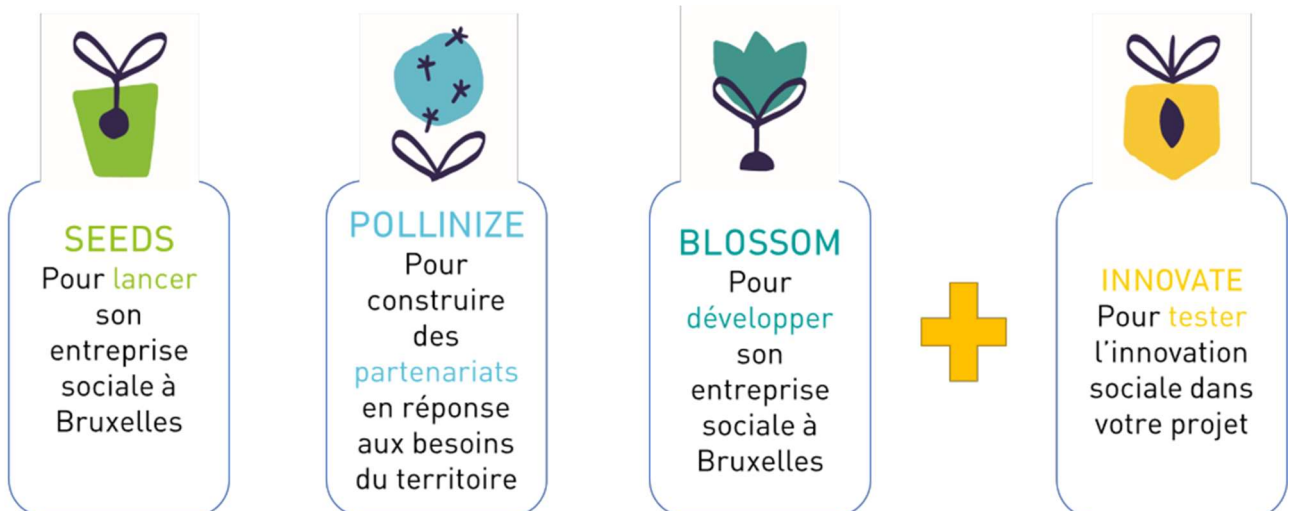 SEEDS
Pour lancer
son
entreprise
sociale à
Bruxelles
POLLINIZE
Pour
construire
des
partenariats
en réponse
aux besoins
du territoire
BLOSSOM
Pour
développer
son
entreprise
sociale à
Bruxelles
INNOVATE
Pour tester
l’innovation
sociale dans
votre projet